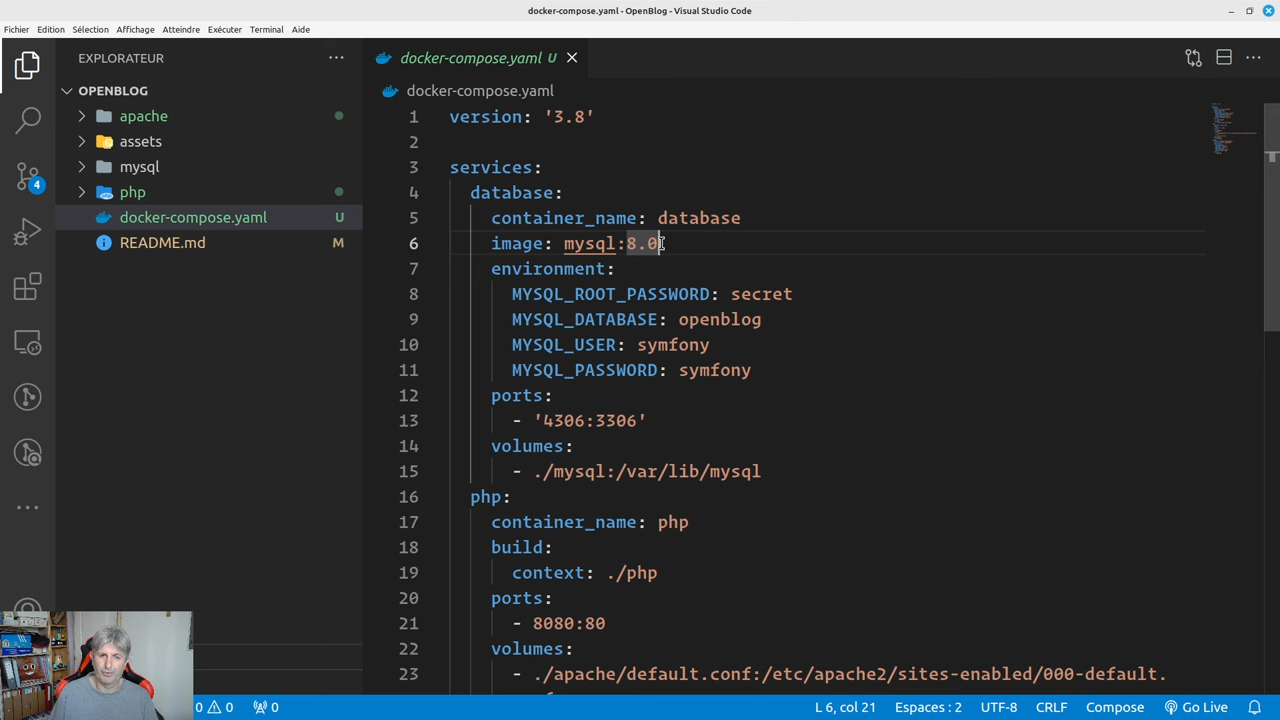 docker-compose.yaml - OpenBlog - Visual Studio Code
Fichier Edition Sélection Affichage Atteindre Exécuter Terminal Aide
EXPLORATEUR
docker-compose.yaml U
OPENBLOG
docker-compose.yaml
apache
assets
mysql
php
docker-compose.yaml U
README.md M
4
1 version: '3.8'
2
3 services:
4 database:
5 container_name: database
6 image: mysql:8.0
7 environment:
8 MYSQL_ROOT_PASSWORD: secret
9 MYSQL_DATABASE: openblog
10 MYSQL_USER: symfony
11 MYSQL_PASSWORD: symfony
12 ports:
13 - '4306:3306'
14 volumes:
15 - ./mysql:/var/lib/mysql
16 php:
17 container_name: php
18 build:
19 context: ./php
20 ports:
21 - 8080:80
22 volumes:
23 - ./apache/default.conf:/etc/apache2/sites-enabled/000-default.
0 0 0 L 6, col 21 Espaces : 2 UTF-8 CRLF Compose Go Live